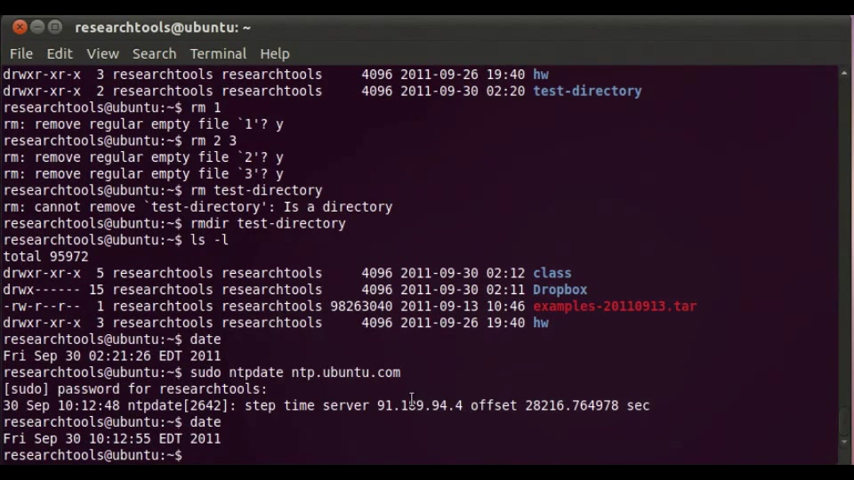 researchtools@ubuntu: ~
File Edit View Search Terminal Help
drwxr-xr-x  3 researchtools researchtools     4096 2011-09-26 19:40 hw
drwxr-xr-x  2 researchtools researchtools     4096 2011-09-30 02:20 test-directory
researchtools@ubuntu:~$ rm 1
rm: remove regular empty file `1'? y
researchtools@ubuntu:~$ rm 2 3
rm: remove regular empty file `2'? y
rm: remove regular empty file `3'? y
researchtools@ubuntu:~$ rm test-directory
rm: cannot remove `test-directory': Is a directory
researchtools@ubuntu:~$ rmdir test-directory
researchtools@ubuntu:~$ ls -l
total 95972
drwxr-xr-x  5 researchtools researchtools     4096 2011-09-30 02:12 class
drwx------ 15 researchtools researchtools     4096 2011-09-30 02:11 Dropbox
-rw-r--r--  1 researchtools researchtools 98263040 2011-09-13 10:46 examples-20110913.tar
drwxr-xr-x  3 researchtools researchtools     4096 2011-09-26 19:40 hw
researchtools@ubuntu:~$ date
Fri Sep 30 02:21:26 EDT 2011
researchtools@ubuntu:~$ sudo ntpdate ntp.ubuntu.com
[sudo] password for researchtools:
30 Sep 10:12:48 ntpdate[2642]: step time server 91.189.94.4 offset 28216.764978 sec
researchtools@ubuntu:~$ date
Fri Sep 30 10:12:55 EDT 2011
researchtools@ubuntu:~$